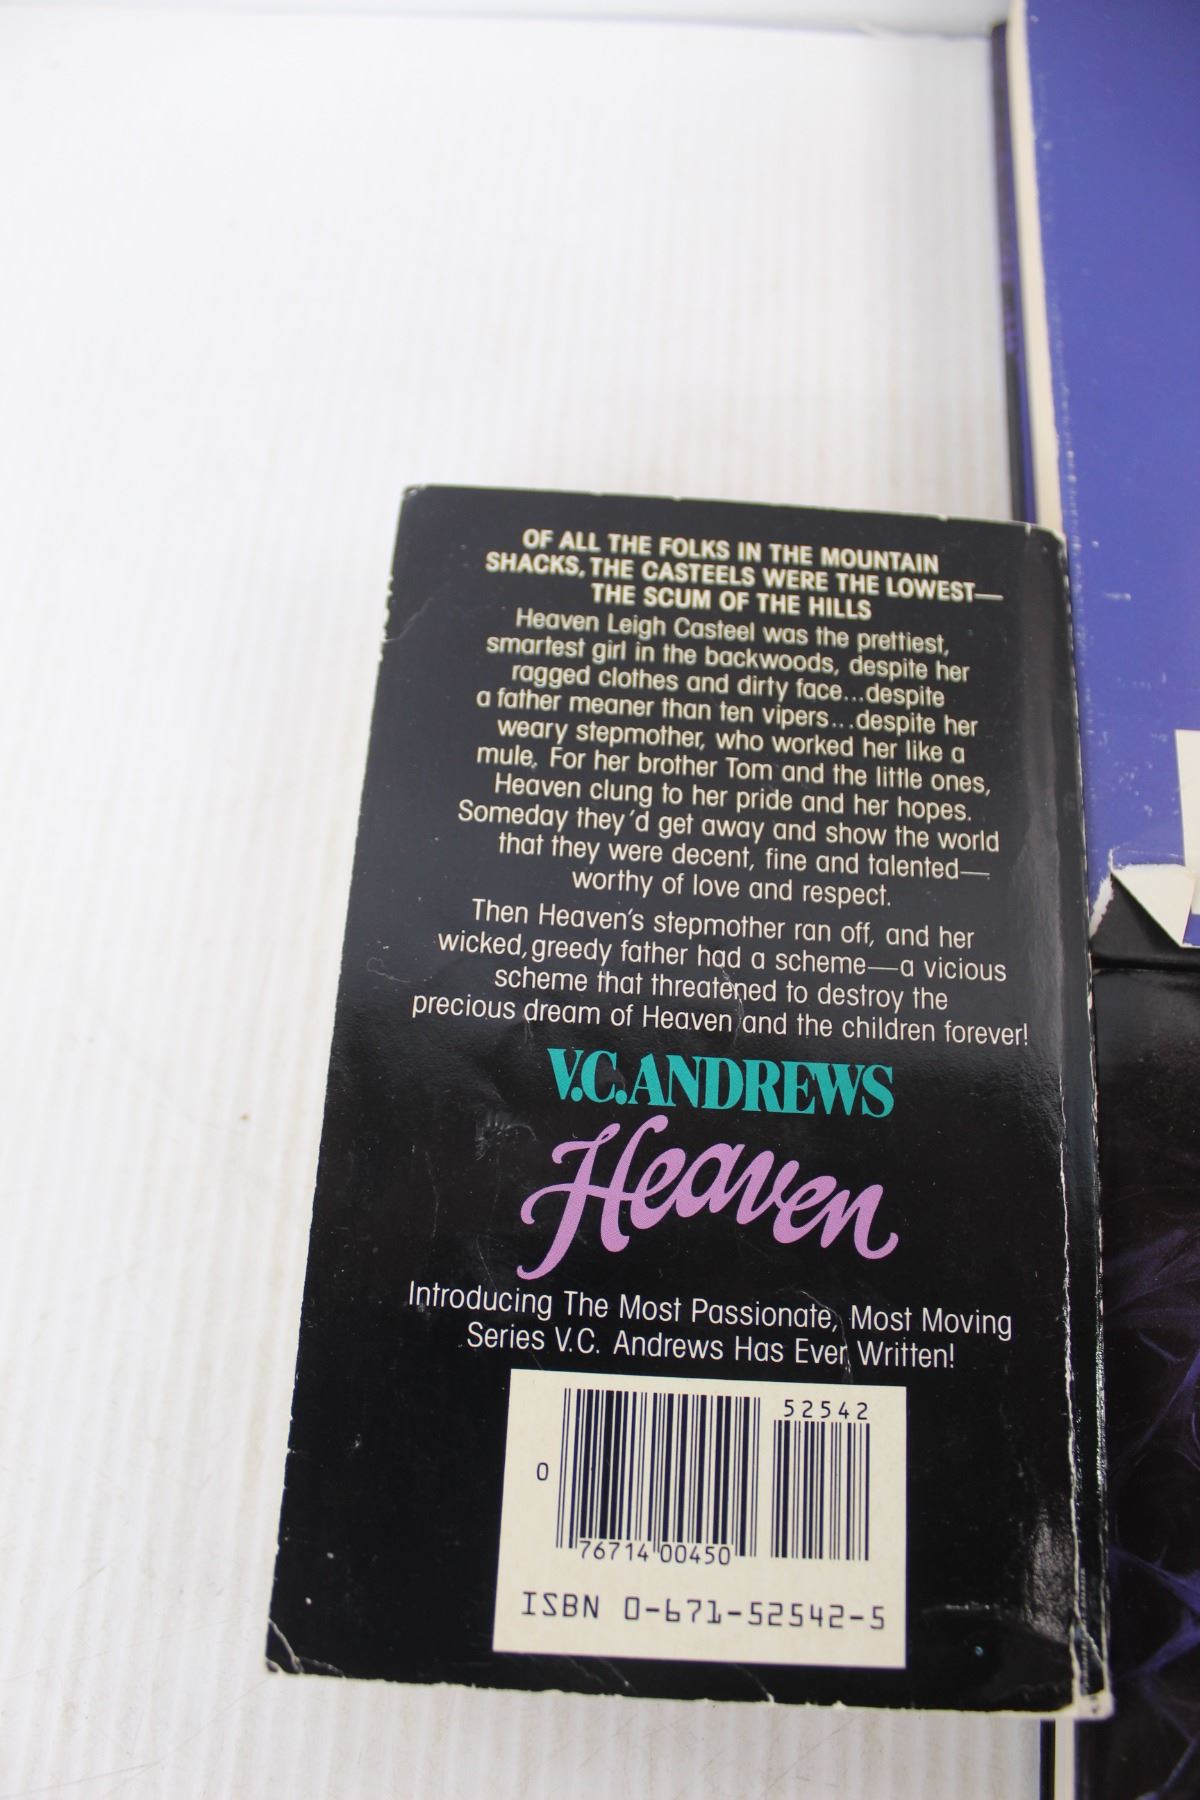 OF ALL THE FOLKS IN THE MOUNTAIN
SHACKS, THE CASTEELS WERE THE LOWEST—
THE SCUM OF THE HILLS
Heaven Leigh Casteel was the prettiest,
smartest girl in the backwoods, despite her
ragged clothes and dirty face...despite
a father meaner than ten vipers...despite her
weary stepmother, who worked her like a
mule. For her brother Tom and the little ones,
Heaven clung to her pride and her hopes.
Someday they'd get away and show the world
that they were decent, fine and talented—
worthy of love and respect.
Then Heaven's stepmother ran off, and her
wicked, greedy father had a scheme—a vicious
scheme that threatened to destroy the
precious dream of Heaven and the children forever!
V.C. ANDREWS
Heaven
Introducing The Most Passionate, Most Moving
Series V.C. Andrews Has Ever Written!
52542
0
76714 00450
ISBN 0-671-52542-5